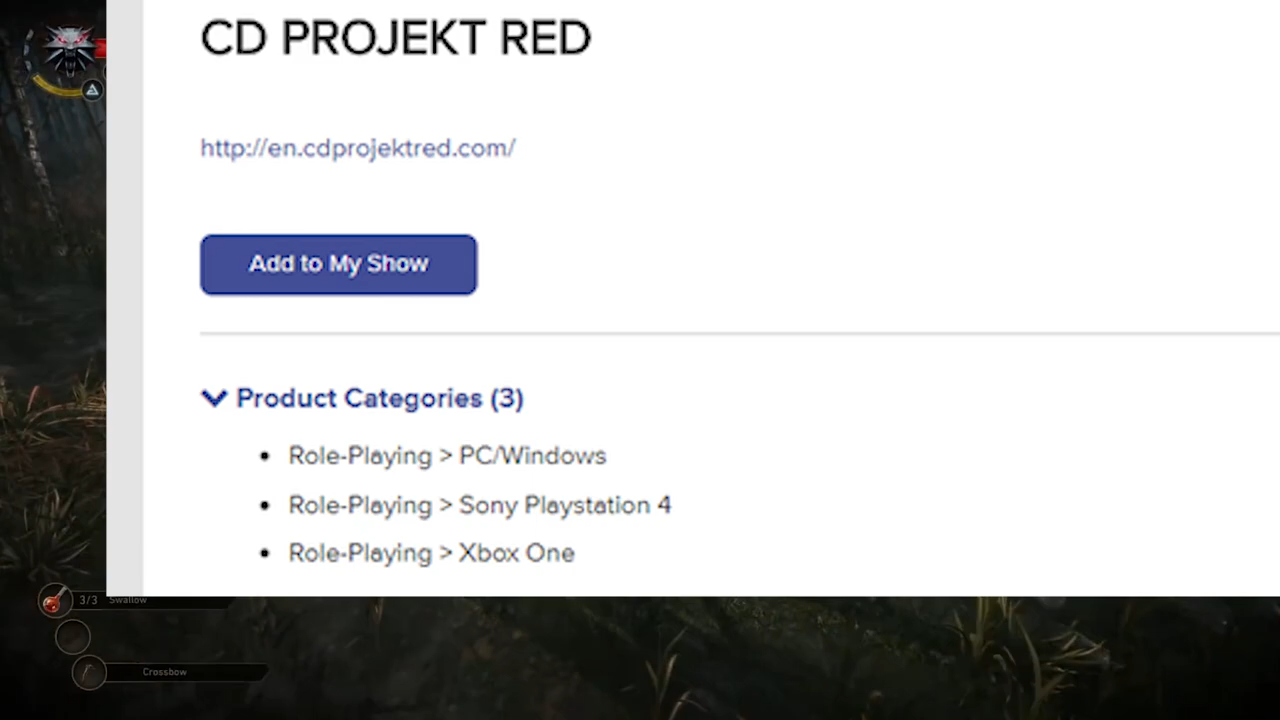 CD PROJEKT RED
http://en.cdprojektred.com/
Add to My Show
Product Categories (3)
Role-Playing > PC/Windows
Role-Playing > Sony Playstation 4
Role-Playing > Xbox One
3/3 Swallow
Crossbow